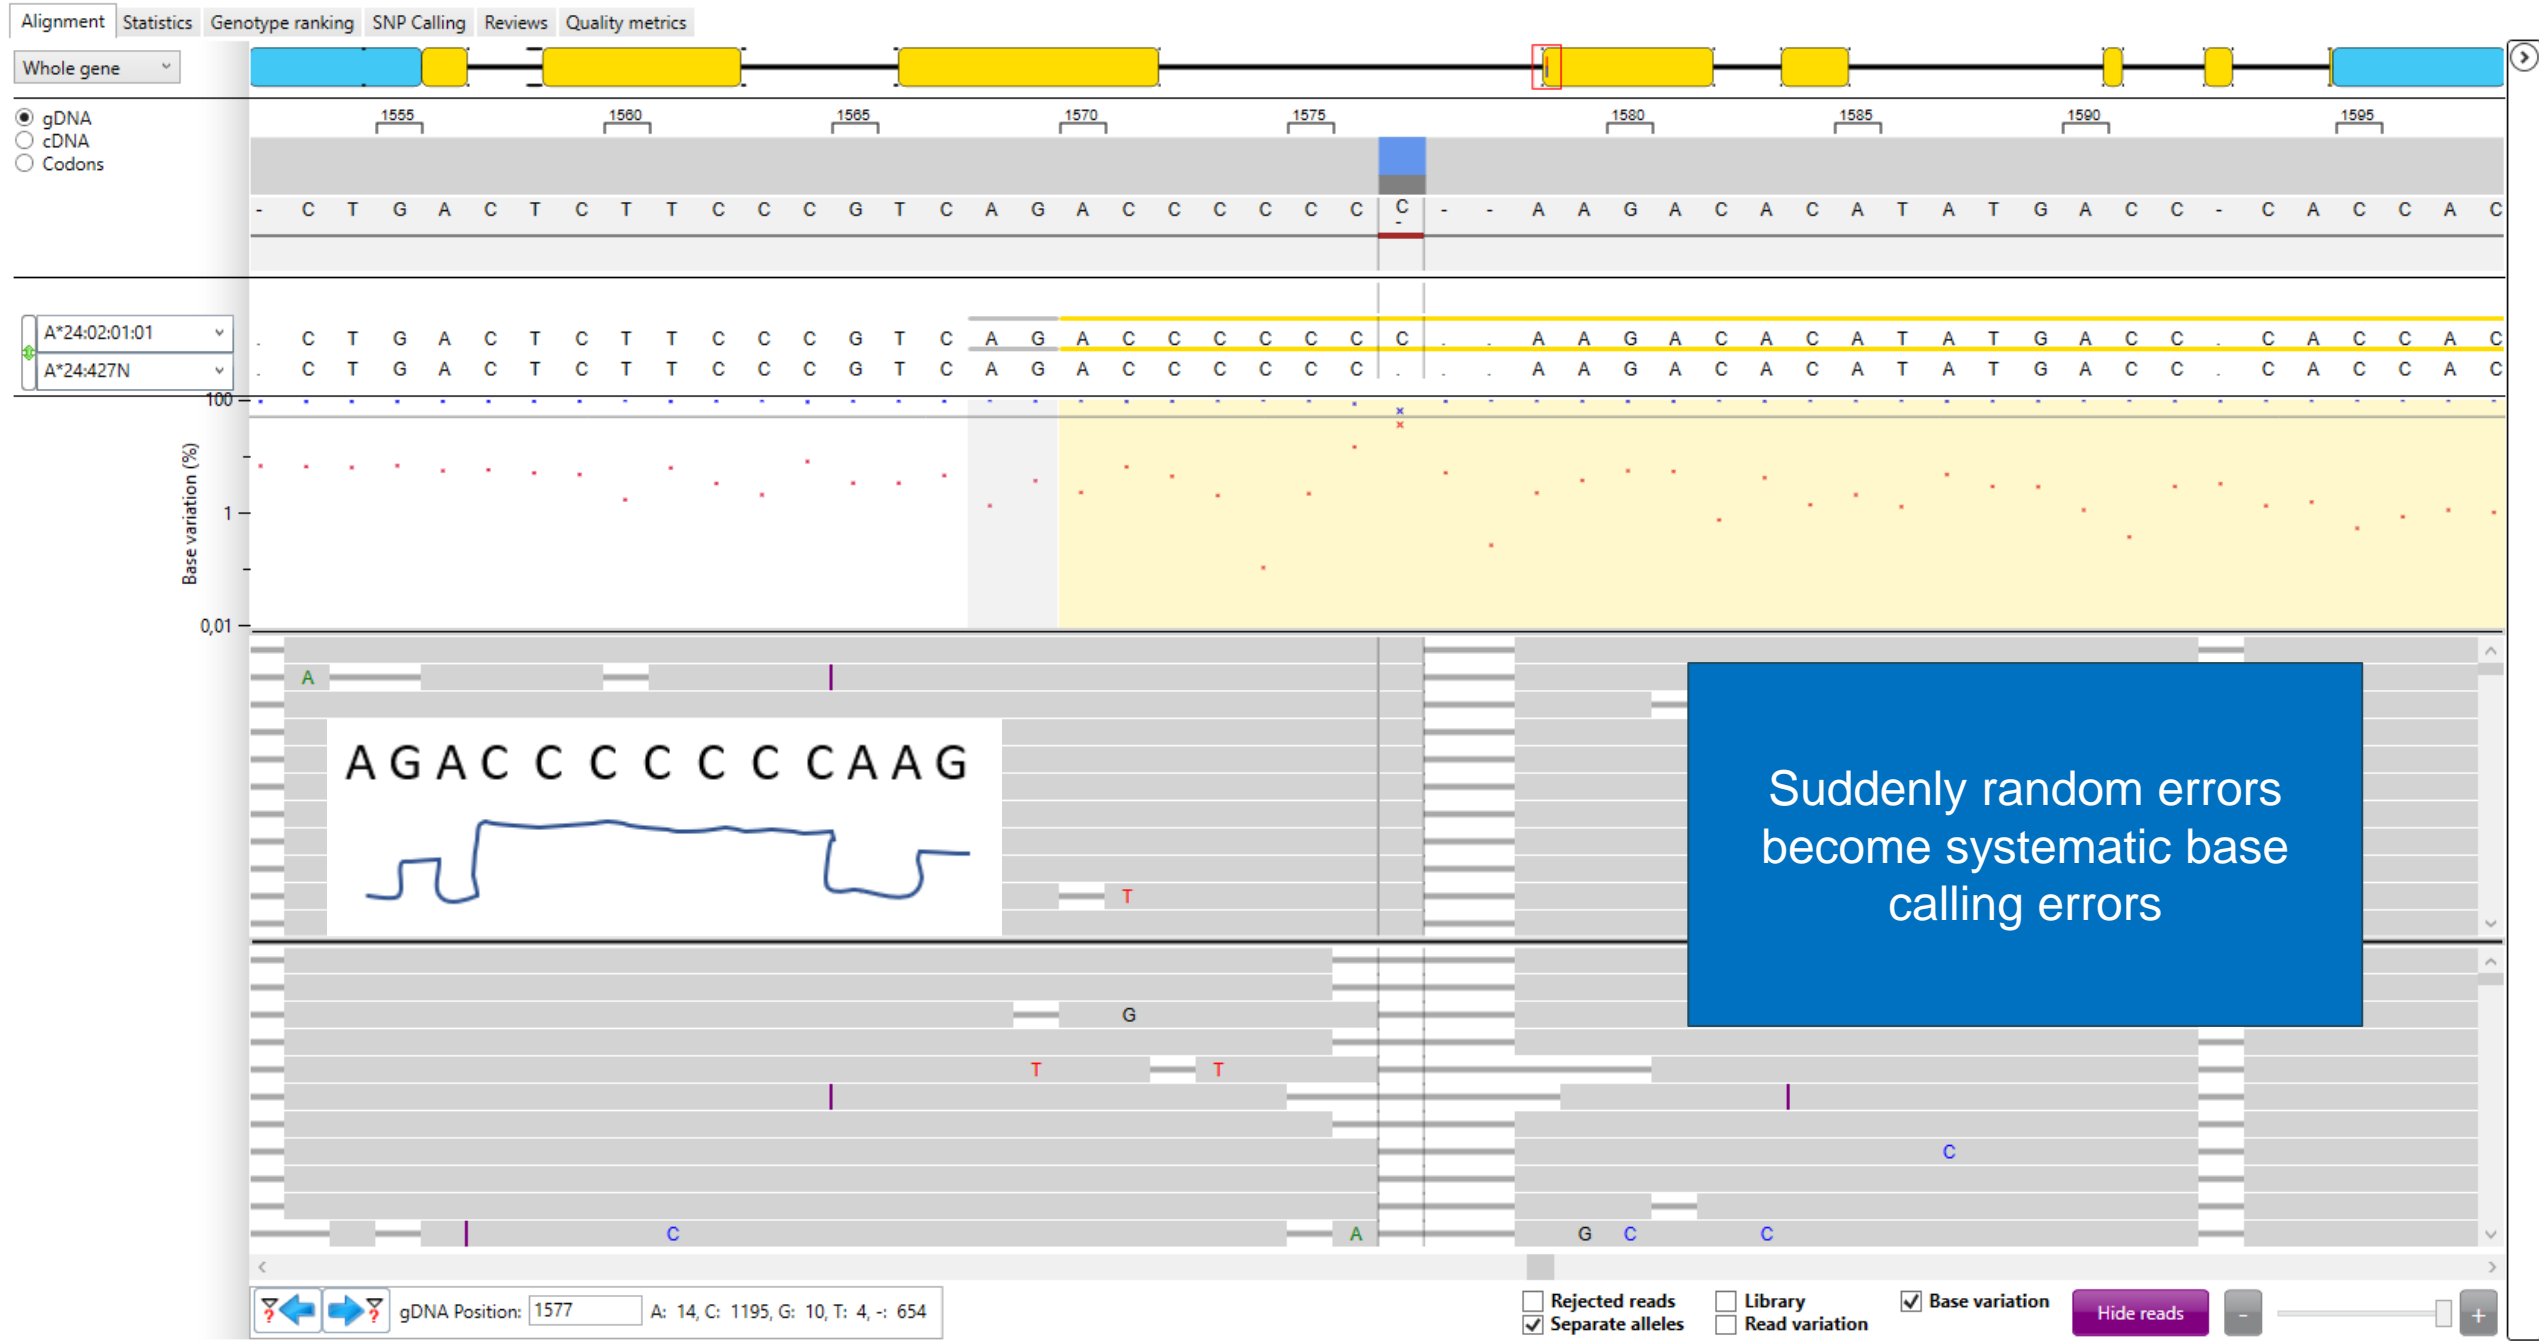 Alignment Statistics Genotype ranking SNP Calling Reviews Quality metrics
Whole gene
gDNA
cDNA
Codons
1555 1560 1565 1570 1575 1580 1585 1590 1595
- C T G A C T C T T C C C G T C A G A C C C C C C C - - A A G A C A C A T A T G A C C - C A C C A C
-
A*24:02:01:01
. C T G A C T C T T C C C G T C A G A C C C C C C C . . A A G A C A C A T A T G A C C . C A C C A C
A*24:427N
. C T G A C T C T T C C C G T C A G A C C C C C C . . . A A G A C A C A T A T G A C C . C A C C A C
Base variation (%)
100
1
0,01
A
A G A C C C C C C C A A G
T
Suddenly random errors
become systematic base
calling errors
G
T T
C
C A G C C
gDNA Position: 1577 A: 14, C: 1195, G: 10, T: 4, -: 654
Rejected reads
Separate alleles
Library
Read variation
Base variation
Hide reads
- +